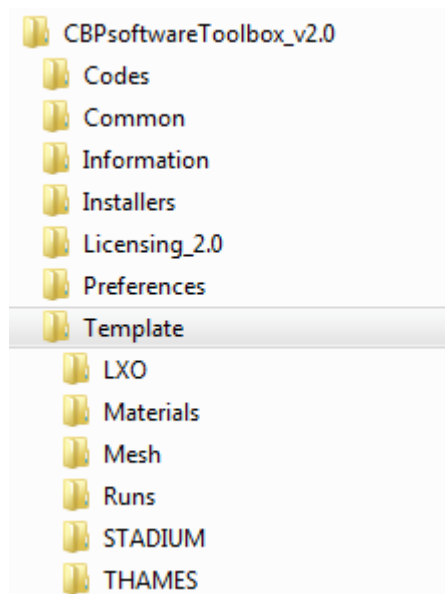 CBPsoftwareToolbox_v2.0
Codes
Common
Information
Installers
Licensing_2.0
Preferences
Template
LXO
Materials
Mesh
Runs
STADIUM
THAMES